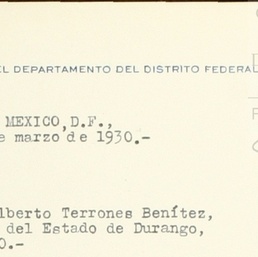 EL DEPARTAMENTO DEL DISTRITO FEDERAL
MEXICO,D.F.,
e marzo de 1930.-
lberto Terrones Benítez,
del Estado de Durango,
0.-